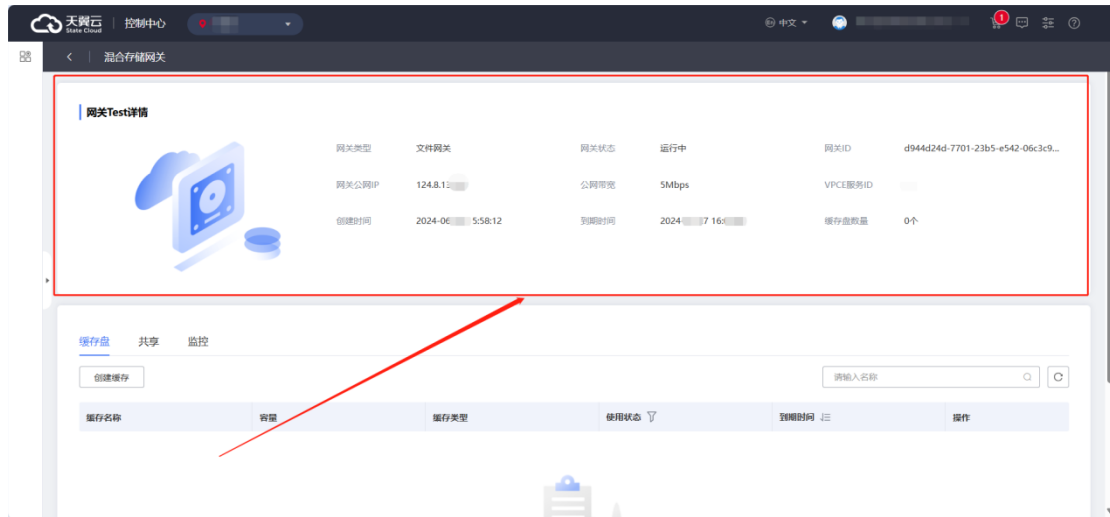 天翼云 State Cloud 控制中心 中文 1
混合存储网关
网关Test详情
网关类型 文件网关 网关状态 运行中 网关ID d944d24d-7701-23b5-e542-06c3c9...
网关公网IP 124.8.13 公网带宽 5Mbps VPCE服务ID
创建时间 2024-06 5:58:12 到期时间 2024 7 16: 缓存盘数量 0个
缓存盘 共享 监控
创建缓存 请输入名称
缓存名称 容量 缓存类型 使用状态 到期时间 操作